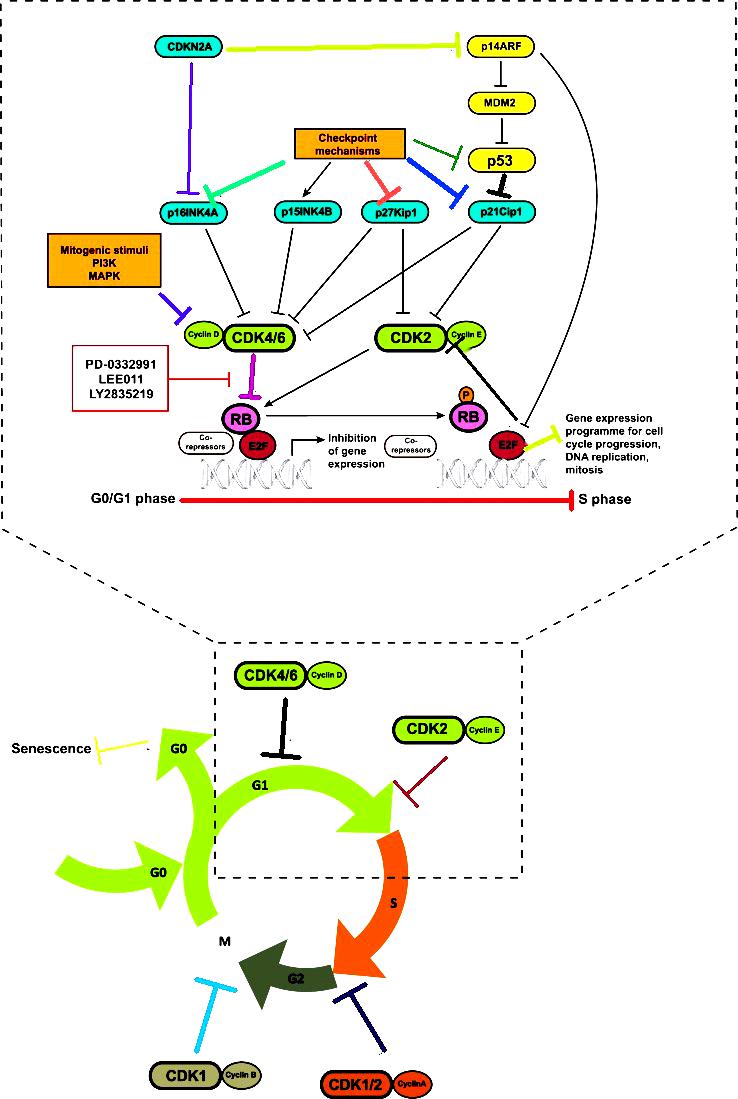 CDKN2A
p14ARF
MDM2
Checkpoint
mechanisms
p53
p16INK4A
p15INK4B
p27Kip1
p21Cip1
Mitogenic stimuli
PI3K
MAPK
Cyclin D
CDK4/6
CDK2
Cyclin E
PD-0332991
LEE011
LY2835219
P
RB
RB
Co-
repressors
E2F
Inhibition
of gene
expression
Co-
repressors
E2F
Gene expression
programme for cell
cycle progression,
DNA replication,
mitosis
G0/G1 phase
S phase
CDK4/6
Cyclin D
CDK2
Cyclin E
Senescence
G0
G1
G0
S
M
G2
CDK1
Cyclin B
CDK1/2
CyclinA